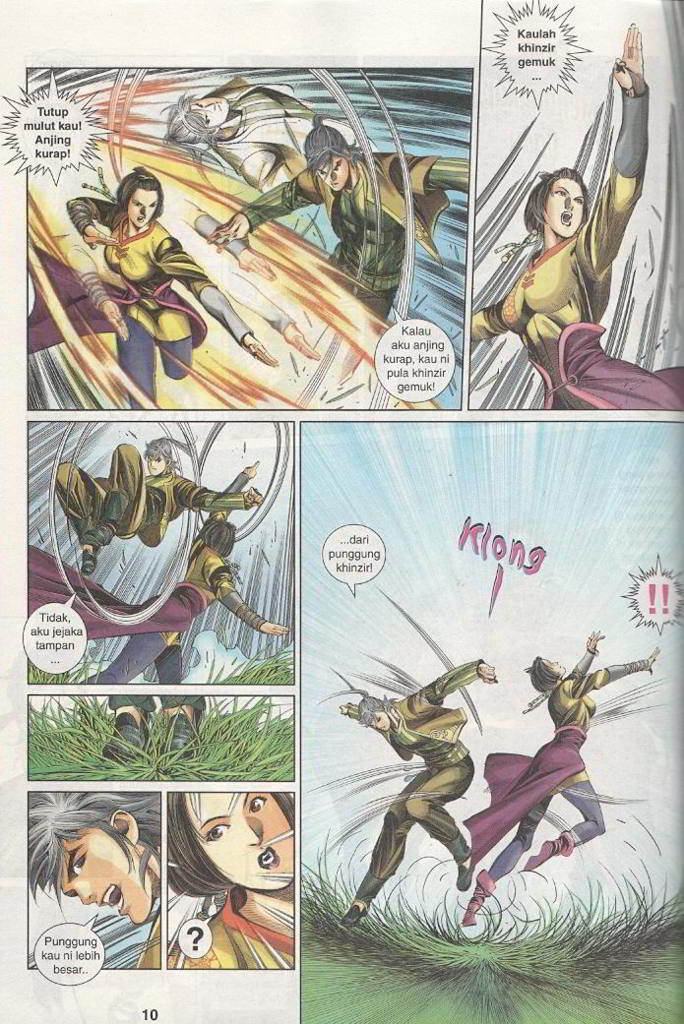 Tutup
mulut kau!
Anjing
kurap!
Kalau
aku anjing
kurap, kau ni
pula khinzir
gemuk!
Kaulah
khinzir
gemuk
...
Tidak,
aku jejaka
tampan
...
Punggung
kau ni lebih
besar..
?
...dari
punggung
khinzir!
Klong
!!
10